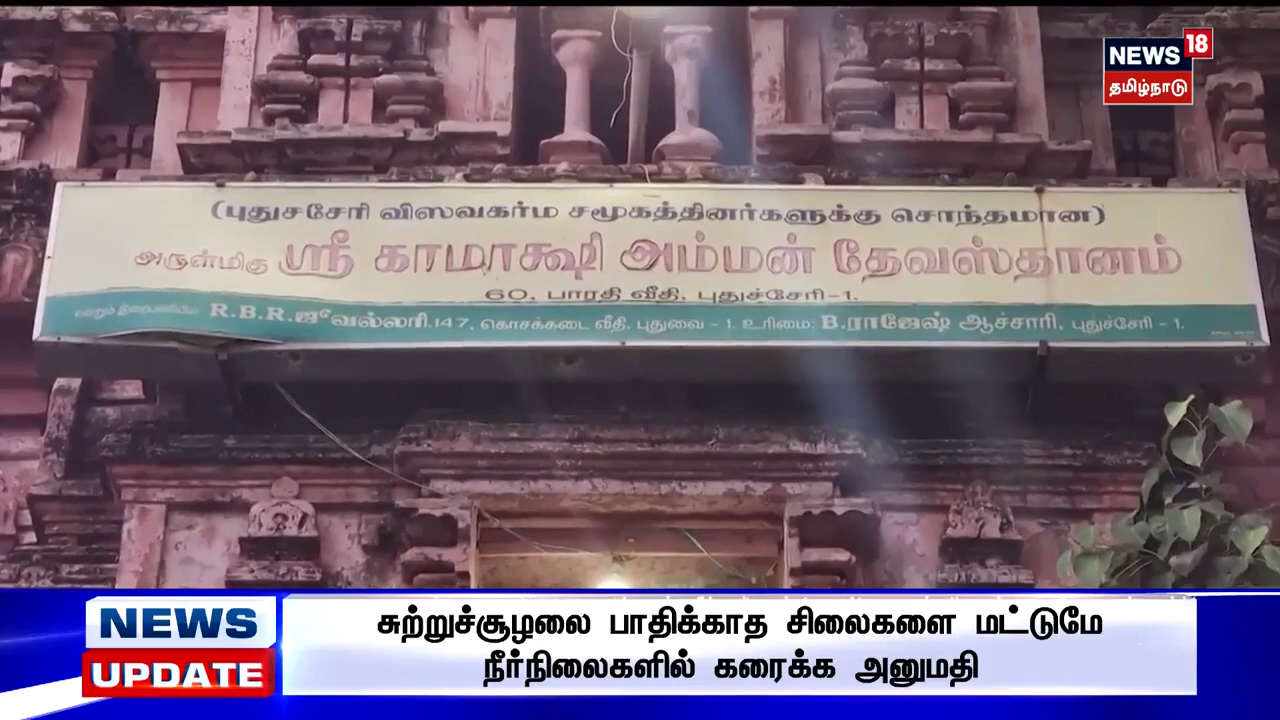 NEWS 18
தமிழ்நாடு
(புதுசசேரி விஸவகர்ம சமூகத்தினர்களுக்கு சொந்தமான)
அருள்மிகு ஸ்ரீ காமாக்ஷி அம்மன் தேவஸ்தானம்
60, பாரதி வீதி, புதுச்சேரி-1.
R.B.R.ஜுவல்லரி.147, கொசக்கடை வீதி, புதுவை - 1. உரிமை: B.ராஜேஷ் ஆச்சாரி, புதுச்சேரி - 1.
NEWS
UPDATE
சுற்றுச்சூழலை பாதிக்காத சிலைகளை மட்டுமே
நீர்நிலைகளில் கரைக்க அனுமதி